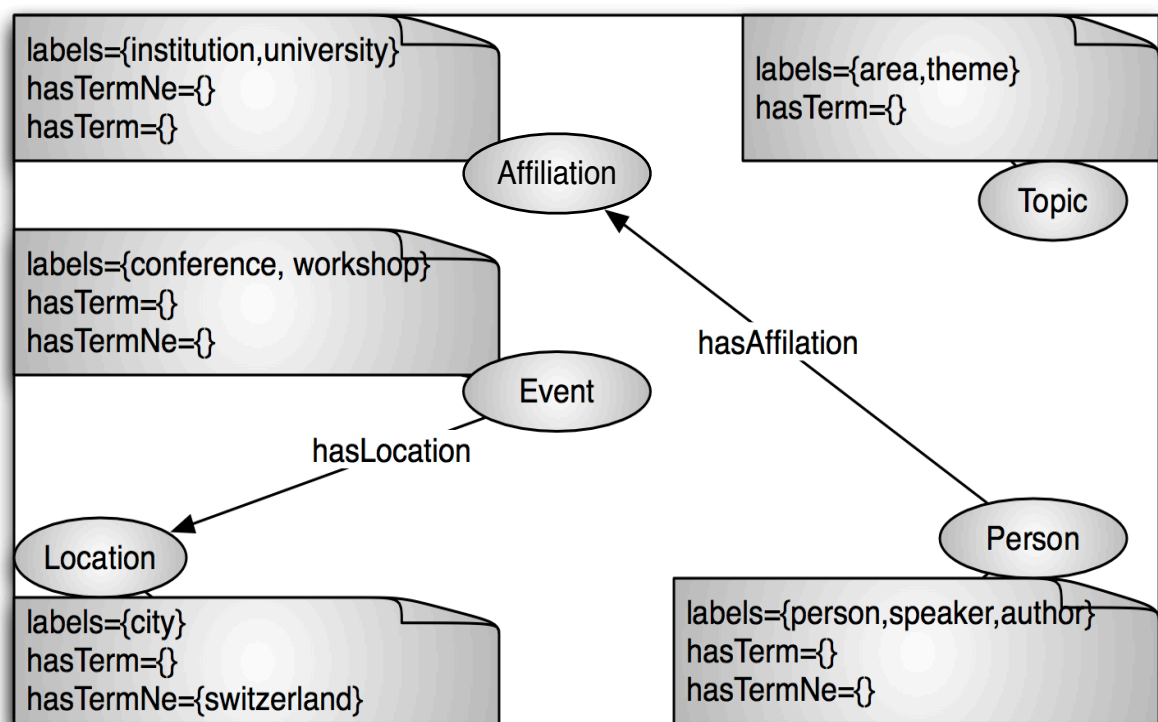 labels={institution,university}
hasTermNe={}
hasTerm={}
Affiliation
labels={area,theme}
hasTerm={}
Topic
labels={conference, workshop}
hasTerm={}
hasTermNe={}
Event
hasAffilation
hasLocation
Location
labels={city}
hasTerm={}
hasTermNe={switzerland}
Person
labels={person,speaker,author}
hasTerm={}
hasTermNe={}